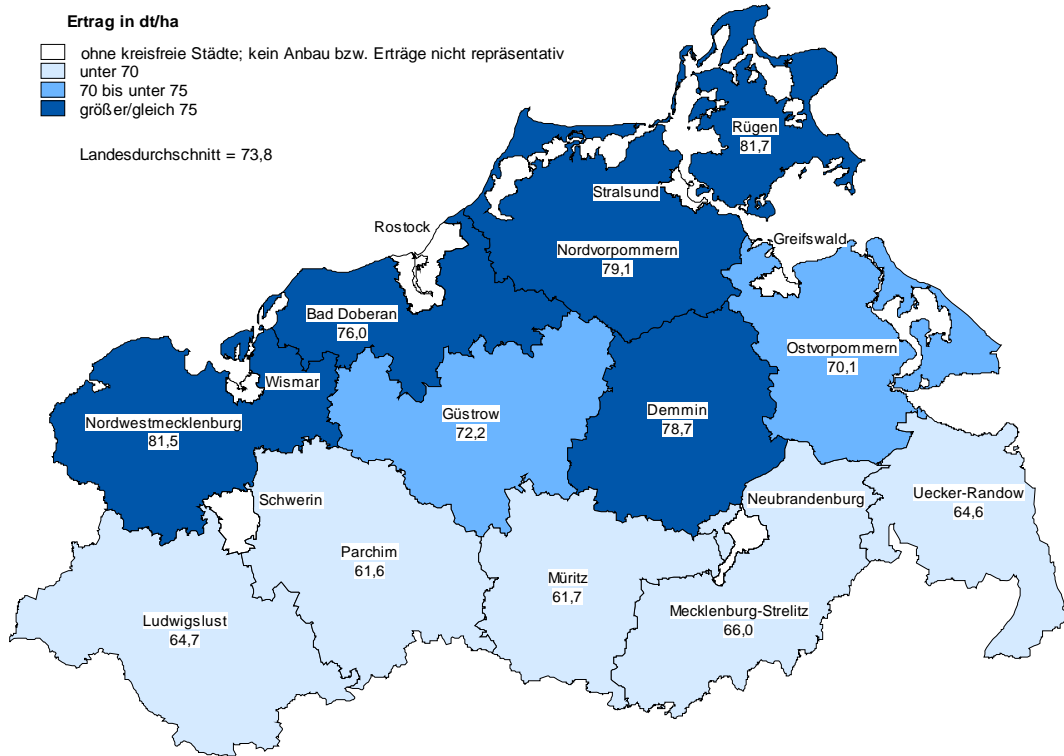 Ertrag in dt/ha
ohne kreisfreie Städte; kein Anbau bzw. Erträge nicht repräsentativ
unter 70
70 bis unter 75
größer/gleich 75
Landesdurchschnitt = 73,8
Rügen
81,7
Stralsund
Rostock
Greifswald
Nordvorpommern
79,1
Bad Doberan
76,0
Ostvorpommern
70,1
Wismar
Güstrow
72,2
Demmin
78,7
Nordwestmecklenburg
81,5
Schwerin
Neubrandenburg
Uecker-Randow
64,6
Parchim
61,6
Müritz
61,7
Mecklenburg-Strelitz
66,0
Ludwigslust
64,7